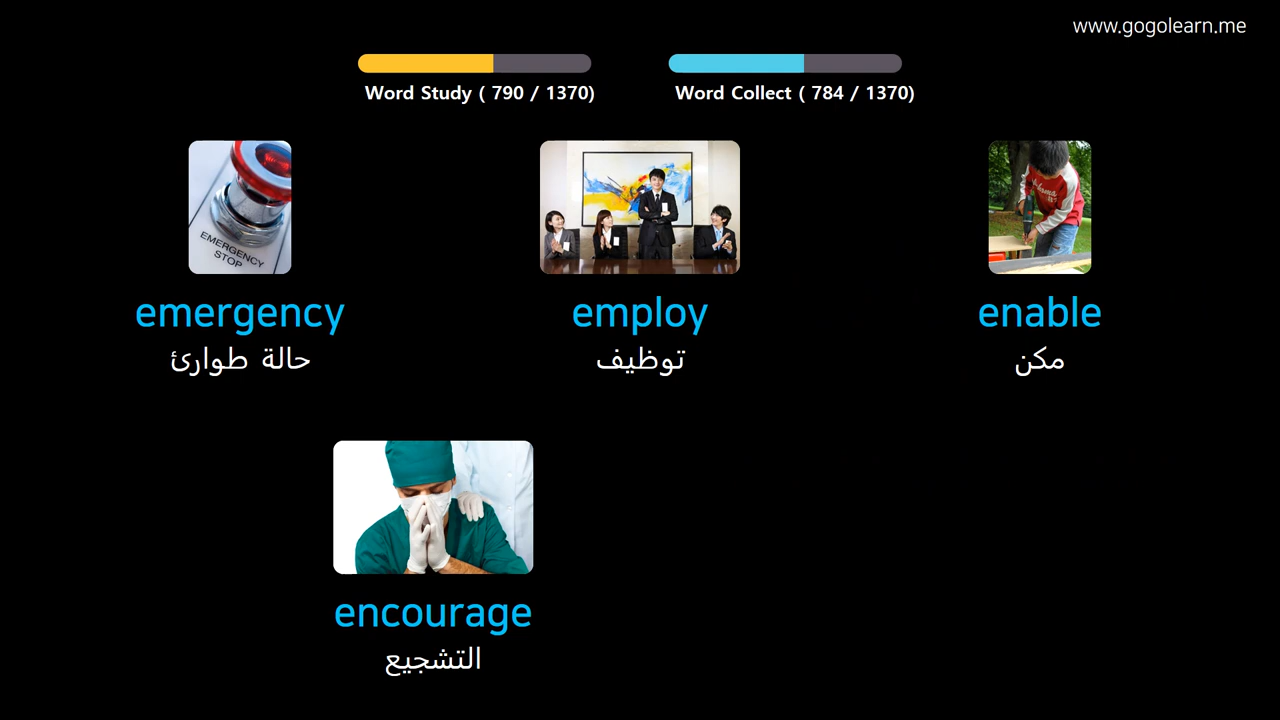 www.gogolearn.me
Word Study ( 790 / 1370)
Word Collect ( 784 / 1370)
EMERGENCY
STOP
emergency
حالة طوارئ
employ
توظيف
enable
مكن
encourage
التشجيع